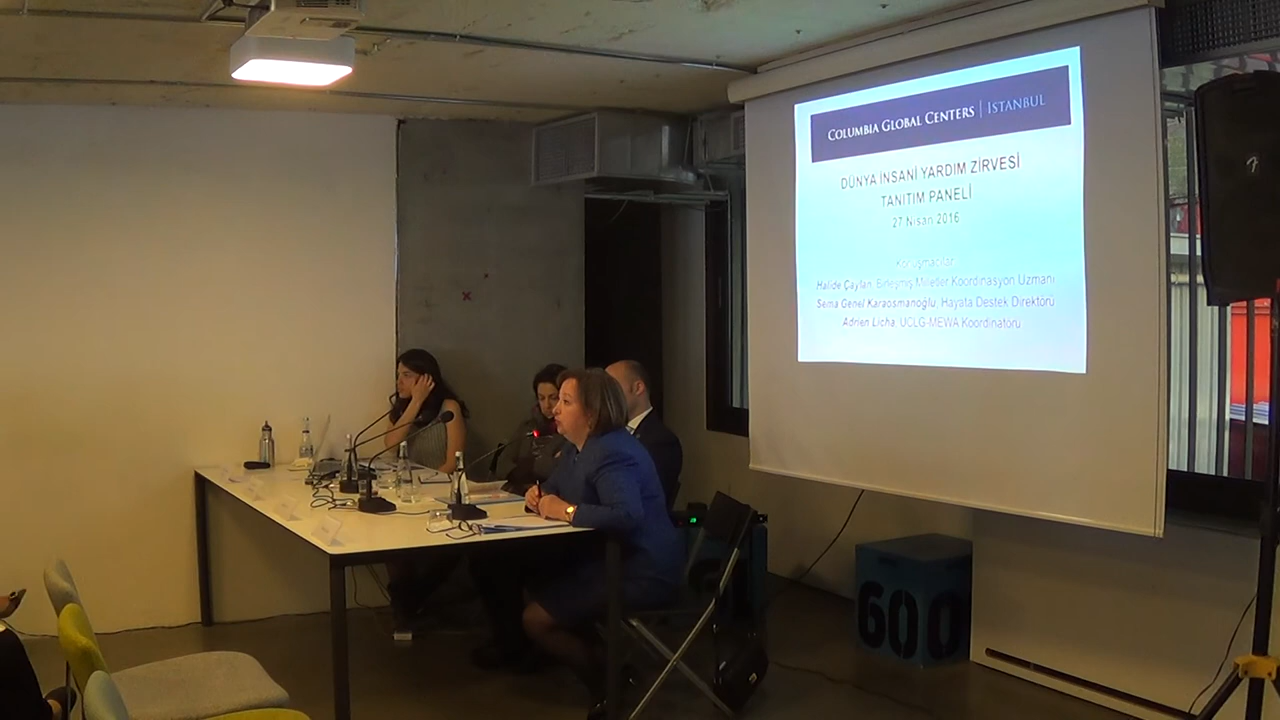 COLUMBIA GLOBAL CENTERS | ISTANBUL
DÜNYA İNSANİ YARDIM ZİRVESİ
TANITIM PANELİ
27 Nisan 2016
Konuşmacılar
Halide Çaylan, Birleşmiş Milletler Koordinasyon Uzmanı
Sema Genel Karaosmanoğlu, Hayata Destek Direktörü
Adrien Licha, UCLG-MEWA Koordinatörü
600